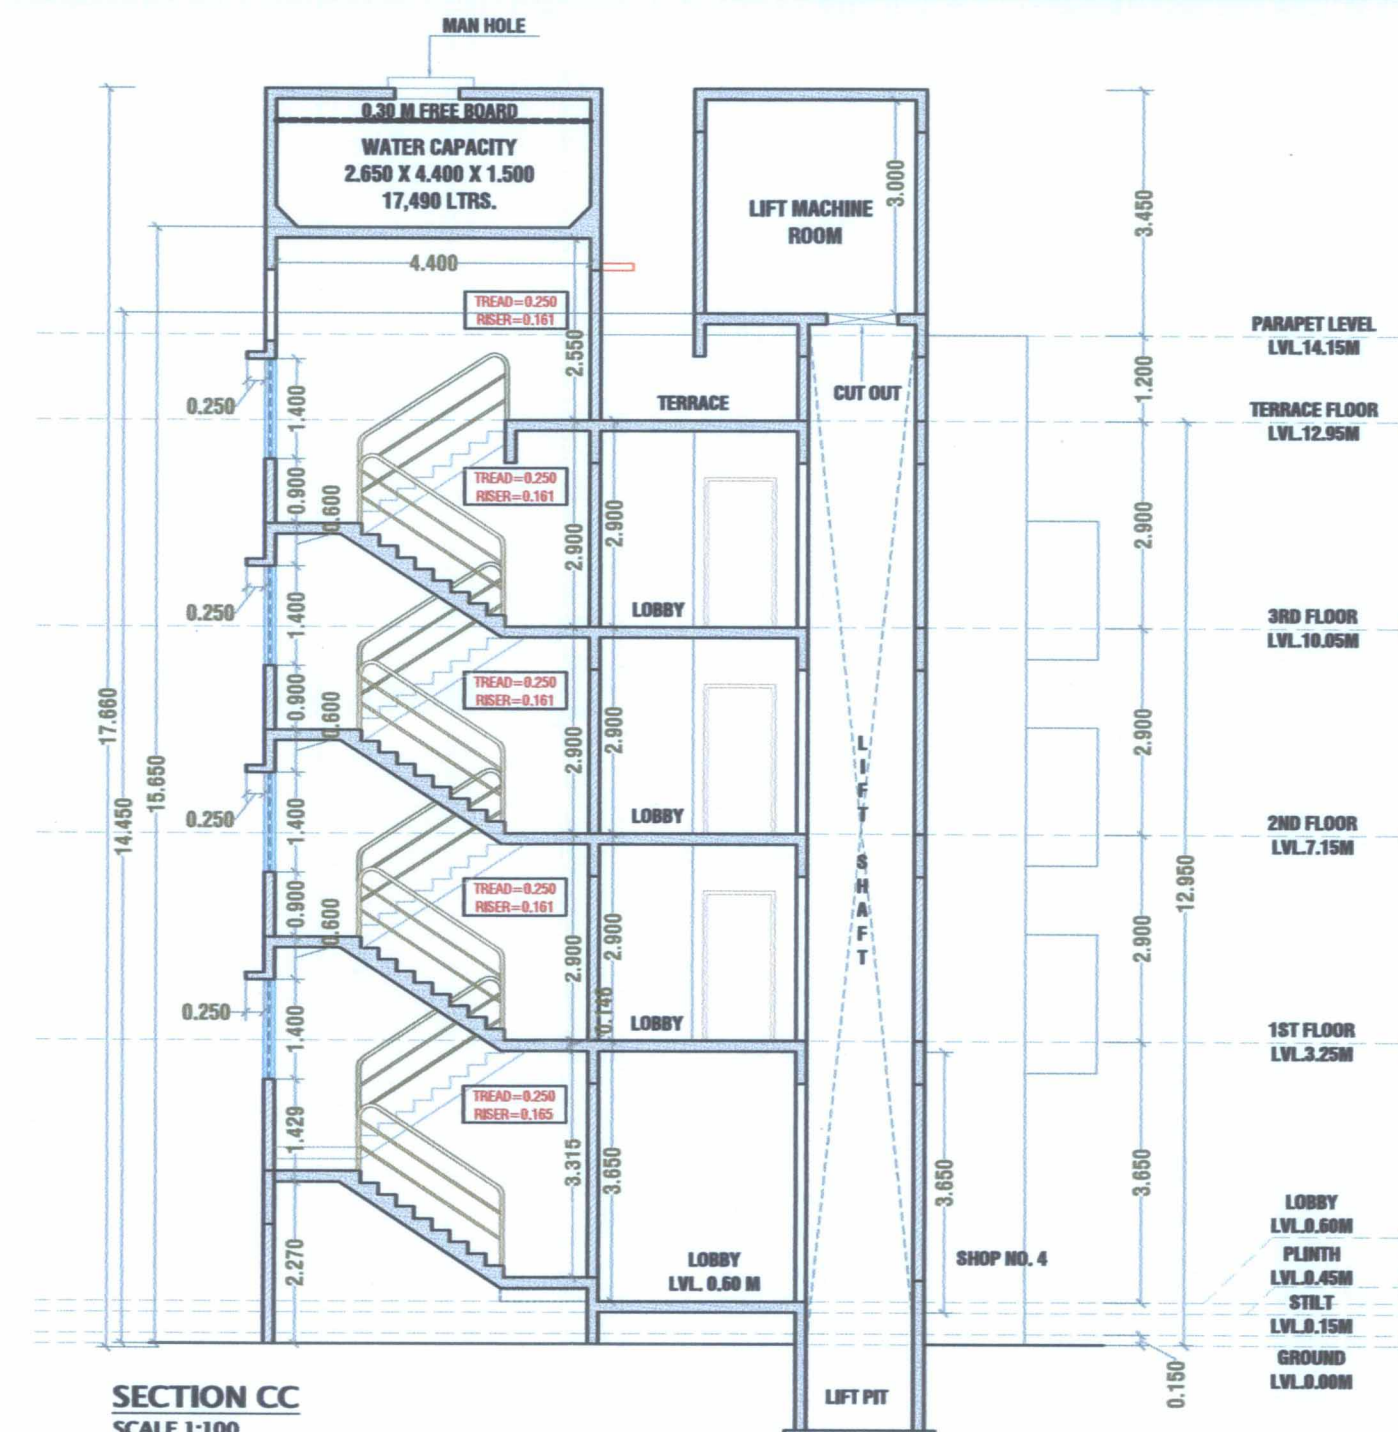 MAN HOLE
0.30 M FREE BOARD
WATER CAPACITY
2.650 X 4.400 X 1.500
17,490 LTRS.
LIFT MACHINE
ROOM
3.000
3.450
4.400
TREAD=0.250
RISER=0.161
2.550
PARAPET LEVEL
LVL.14.15M
0.250
1.400
TERRACE
CUT OUT
1.200
TERRACE FLOOR
LVL.12.95M
0.900
0.600
TREAD=0.250
RISER=0.161
2.900
2.900
2.900
0.250
1.400
LOBBY
3RD FLOOR
LVL.10.05M
0.900
0.600
TREAD=0.250
RISER=0.161
2.900
2.900
2.900
17.660
14.450
15.650
LIFT SHAFT
0.250
1.400
LOBBY
2ND FLOOR
LVL.7.15M
0.900
0.600
TREAD=0.250
RISER=0.161
2.900
2.900
2.900
12.950
0.250
1.400
0.146
LOBBY
1ST FLOOR
LVL.3.25M
1.429
TREAD=0.250
RISER=0.165
3.315
3.650
3.650
3.650
2.270
LOBBY
LVL. 0.60 M
SHOP NO. 4
LOBBY
LVL.0.60M
PLINTH
LVL.0.45M
STILT
LVL.0.15M
GROUND
LVL.0.00M
0.150
LIFT PIT
SECTION CC
SCALE 1:100